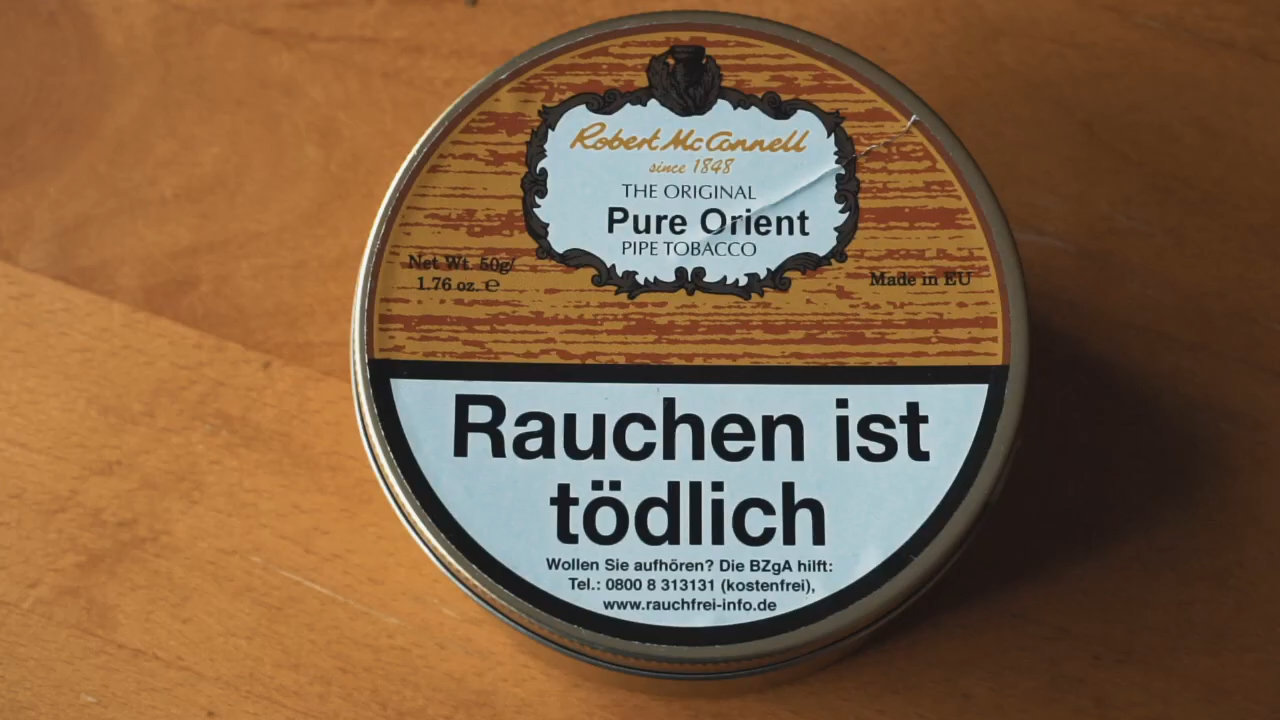 Robert McConnell
since 1848
THE ORIGINAL
Pure Orient
PIPE TOBACCO
Net Wt. 50g/
1.76 oz. ℮
Made in EU
Rauchen ist
tödlich
Wollen Sie aufhören? Die BZgA hilft:
Tel.: 0800 8 313131 (kostenfrei),
www.rauchfrei-info.de